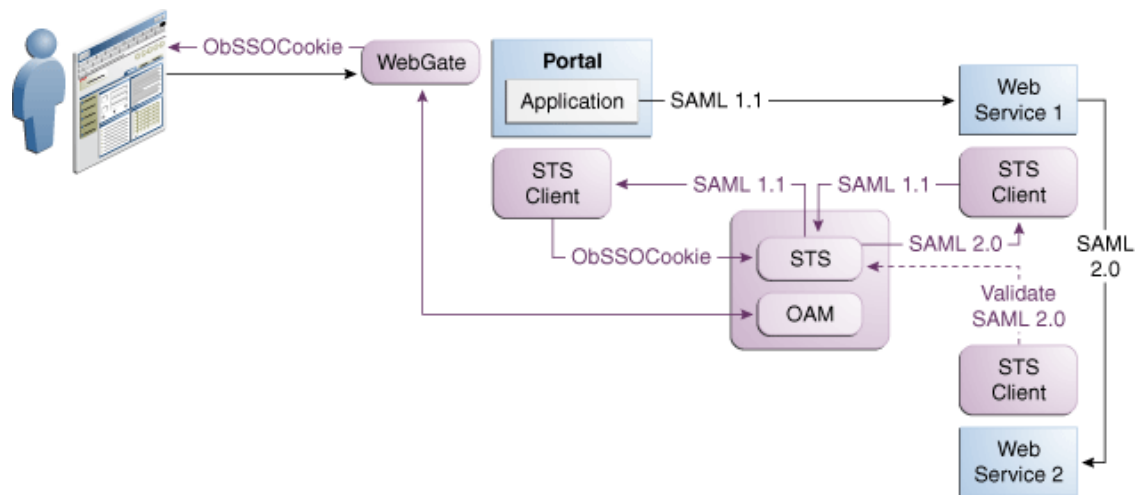 ObSSOCookie
WebGate
Portal
Application
SAML 1.1
Web
Service 1
STS
Client
SAML 1.1
SAML 1.1
STS
Client
ObSSOCookie
STS
SAML 2.0
SAML
2.0
OAM
Validate
SAML 2.0
STS
Client
Web
Service 2